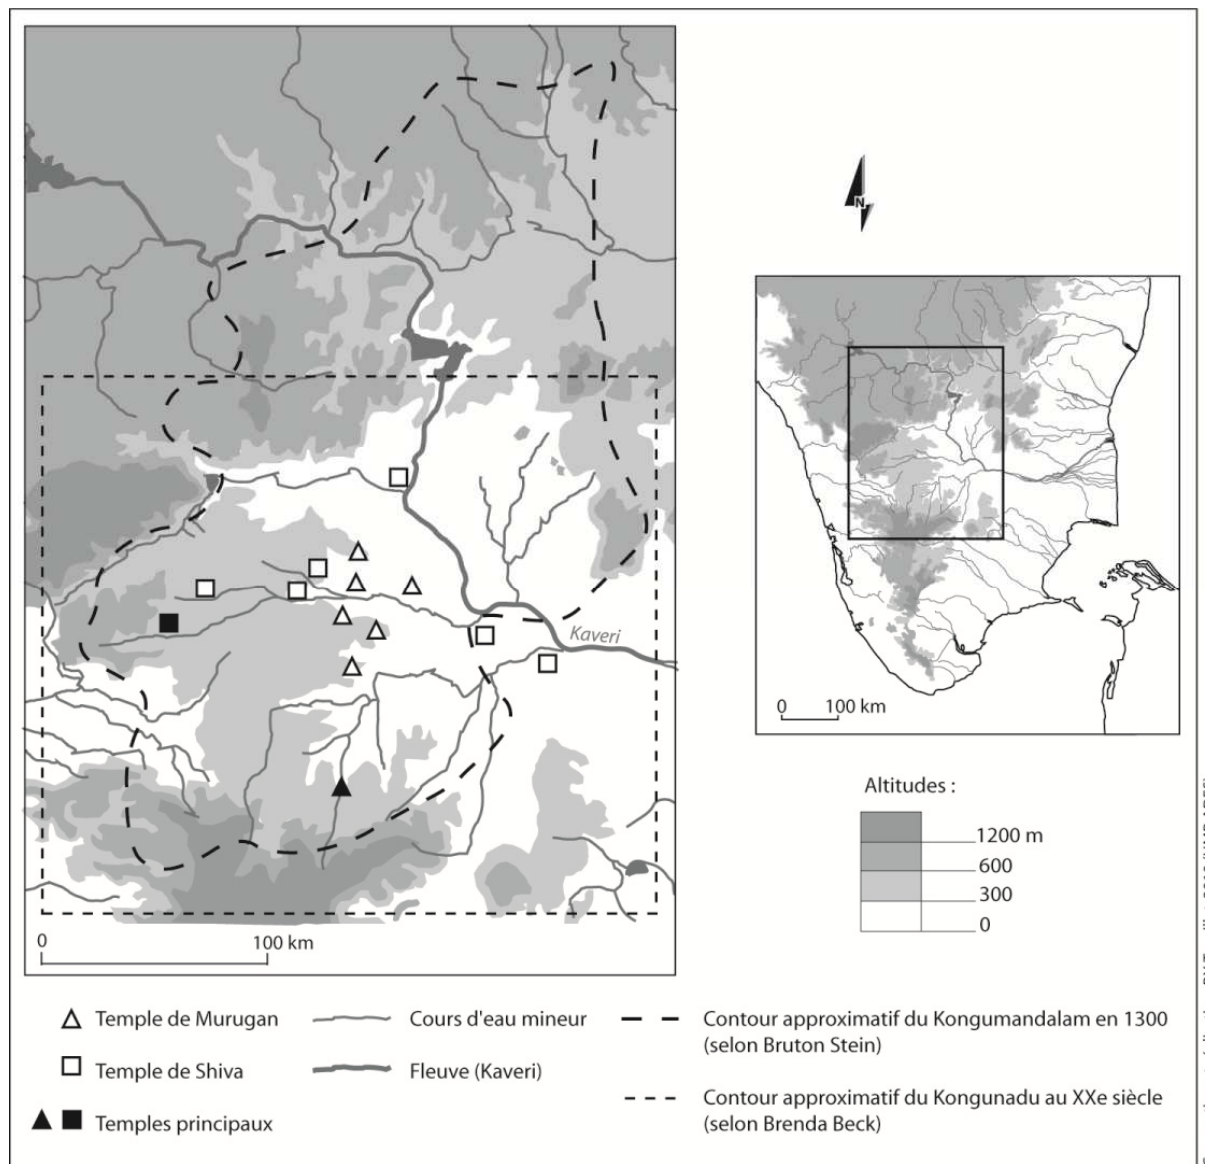 Kaveri
0
100 km
N
0
100 km
Altitudes :
1200 m
600
300
0
Temple de Murugan
Temple de Shiva
Temples principaux
Cours d'eau mineur
Fleuve (Kaveri)
Contour approximatif du Kongumandalam en 1300
(selon Bruton Stein)
Contour approximatif du Kongunadu au XXe siècle
(selon Brenda Beck)